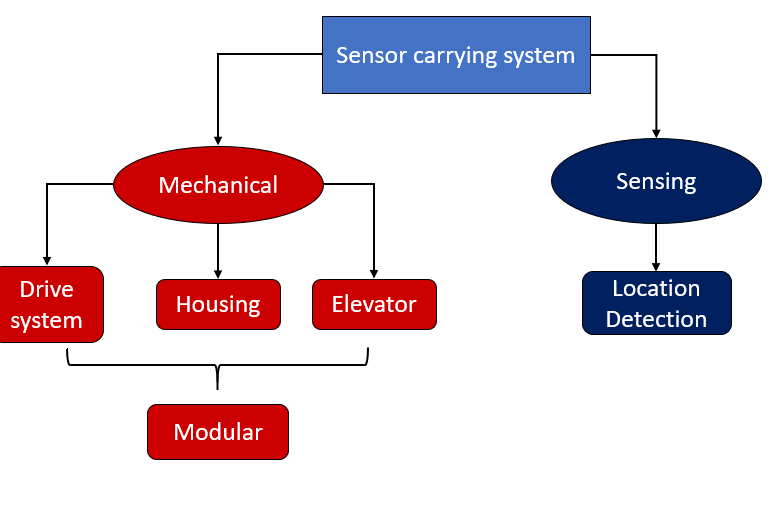 Sensor carrying system
Mechanical
Sensing
Drive
system
Housing
Elevator
Location
Detection
Modular